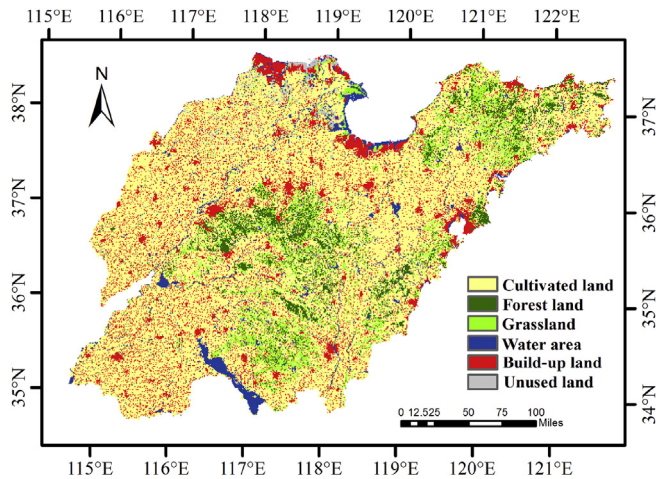 115°E 116°E 117°E 118°E 119°E 120°E 121°E 122°E
38°N
37°N
36°N
35°N
N
37°N
36°N
35°N
34°N
Cultivated land
Forest land
Grassland
Water area
Build-up land
Unused land
0 12.525 50 75 100
Miles
115°E 116°E 117°E 118°E 119°E 120°E 121°E